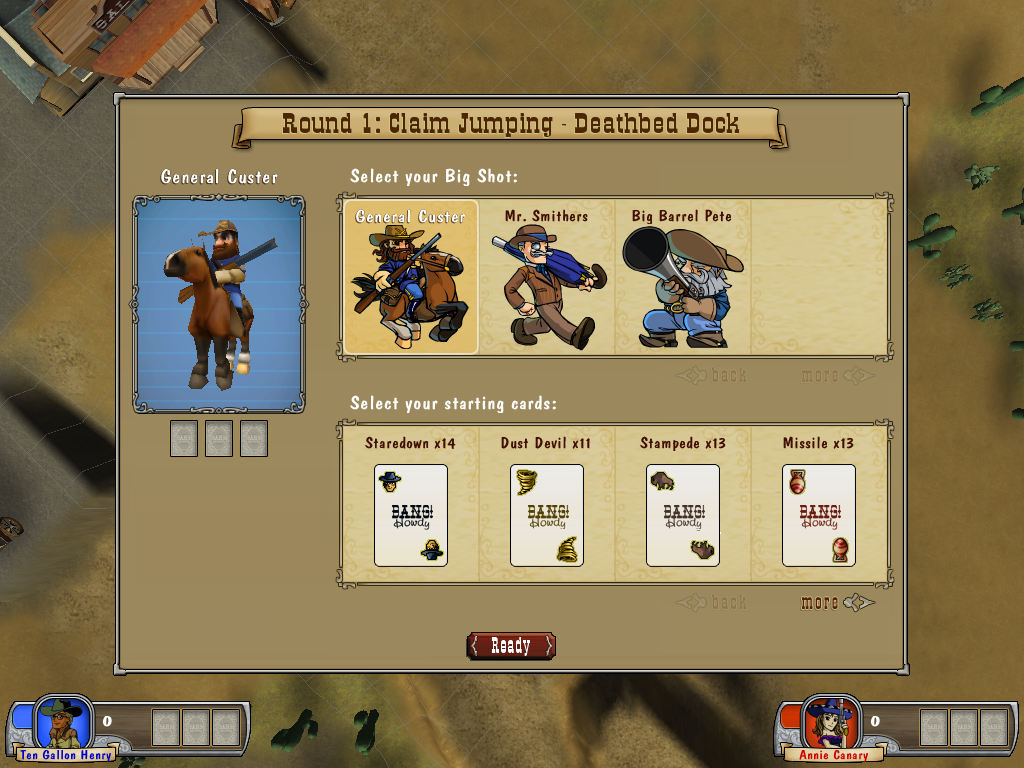 Round 1: Claim Jumping - Deathbed Dock
General Custer
Select your Big Shot:
General Custer
Mr. Smithers
Big Barrel Pete
back
more
Select your starting cards:
Staredown x14
Dust Devil x11
Stampede x13
Missile x13
BANG!
Howdy
BANG!
Howdy
BANG!
Howdy
BANG!
Howdy
back
more
Ready
0
Ten Gallon Henry
0
Annie Canary